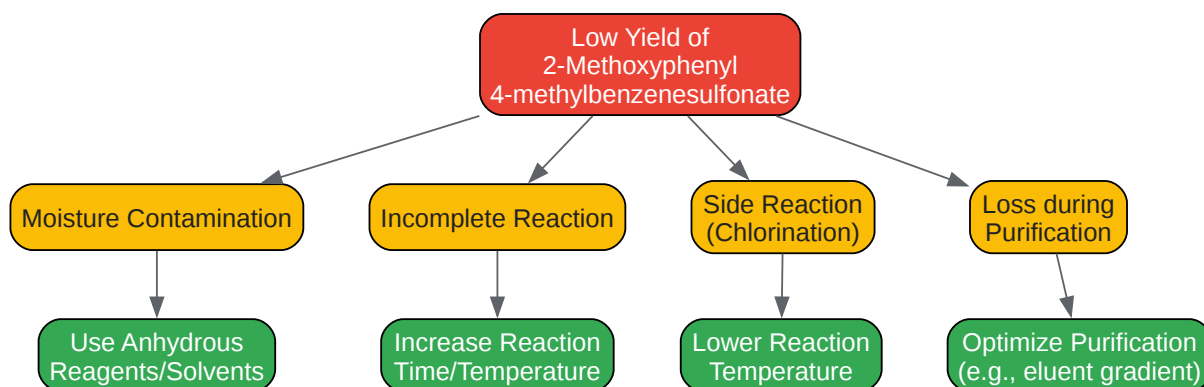 Low Yield of
2-Methoxyphenyl
4-methylbenzenesulfonate
Moisture Contamination
Incomplete Reaction
Side Reaction
(Chlorination)
Loss during
Purification
Use Anhydrous
Reagents/Solvents
Increase Reaction
Time/Temperature
Lower Reaction
Temperature
Optimize Purification
(e.g., eluent gradient)